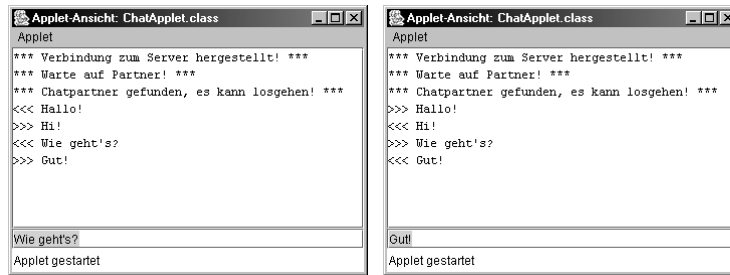 Applet-Ansicht: ChatApplet.class
Applet
*** Verbindung zum Server hergestellt! ***
*** Warte auf Partner! ***
*** Chatpartner gefunden, es kann losgehen! ***
<<< Hallo!
>>> Hi!
<<< Wie geht's?
>>> Gut!
Wie geht's?
Applet gestartet
Applet-Ansicht: ChatApplet.class
Applet
*** Verbindung zum Server hergestellt! ***
*** Warte auf Partner! ***
*** Chatpartner gefunden, es kann losgehen! ***
>>> Hallo!
<<< Hi!
>>> Wie geht's?
<<< Gut!
Gut!
Applet gestartet